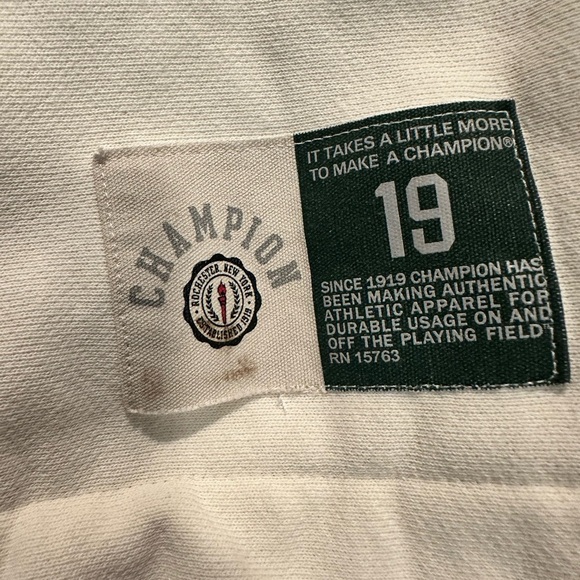 CHAMPION
ROCHESTER, NEW YORK
1919
ESTABLISHED
IT TAKES A LITTLE MORE
TO MAKE A CHAMPION®
19
SINCE 1919 CHAMPION HAS
BEEN MAKING AUTHENTIC
ATHLETIC APPAREL FOR
DURABLE USAGE ON AND
OFF THE PLAYING FIELD™
RN 15763